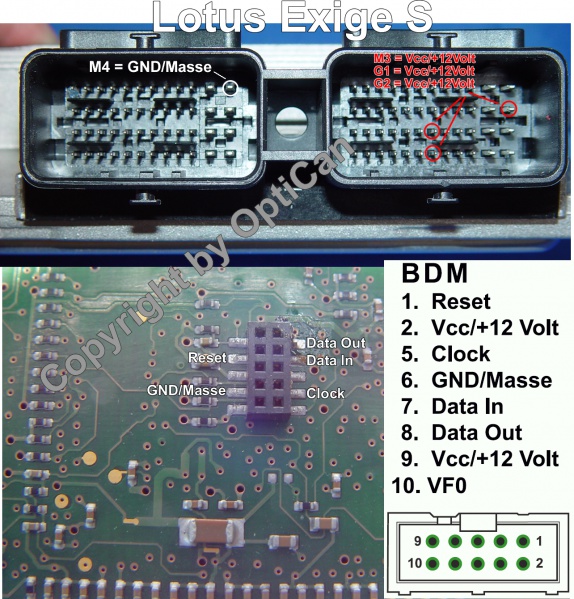 Lotus Exige S
M4 = GND/Masse
M3 = Vcc/+12Volt
G1 = Vcc/+12Volt
G2 = Vcc/+12Volt
Copyright by OptiCan
Data Out
Reset
Data In
GND/Masse
Clock
BDM
1. Reset
2. Vcc/+12 Volt
5. Clock
6. GND/Masse
7. Data In
8. Data Out
9. Vcc/+12 Volt
10. VF0
9 1
10 2